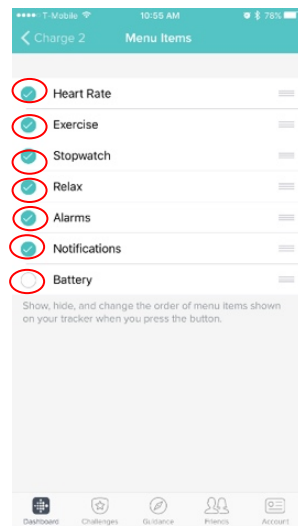 T-Mobile 10:55 AM 78%
Charge 2 Menu Items
Heart Rate
Exercise
Stopwatch
Relax
Alarms
Notifications
Battery
Show, hide, and change the order of menu items shown
on your tracker when you press the button.
Dashboard Challenges Guidance Friends Account